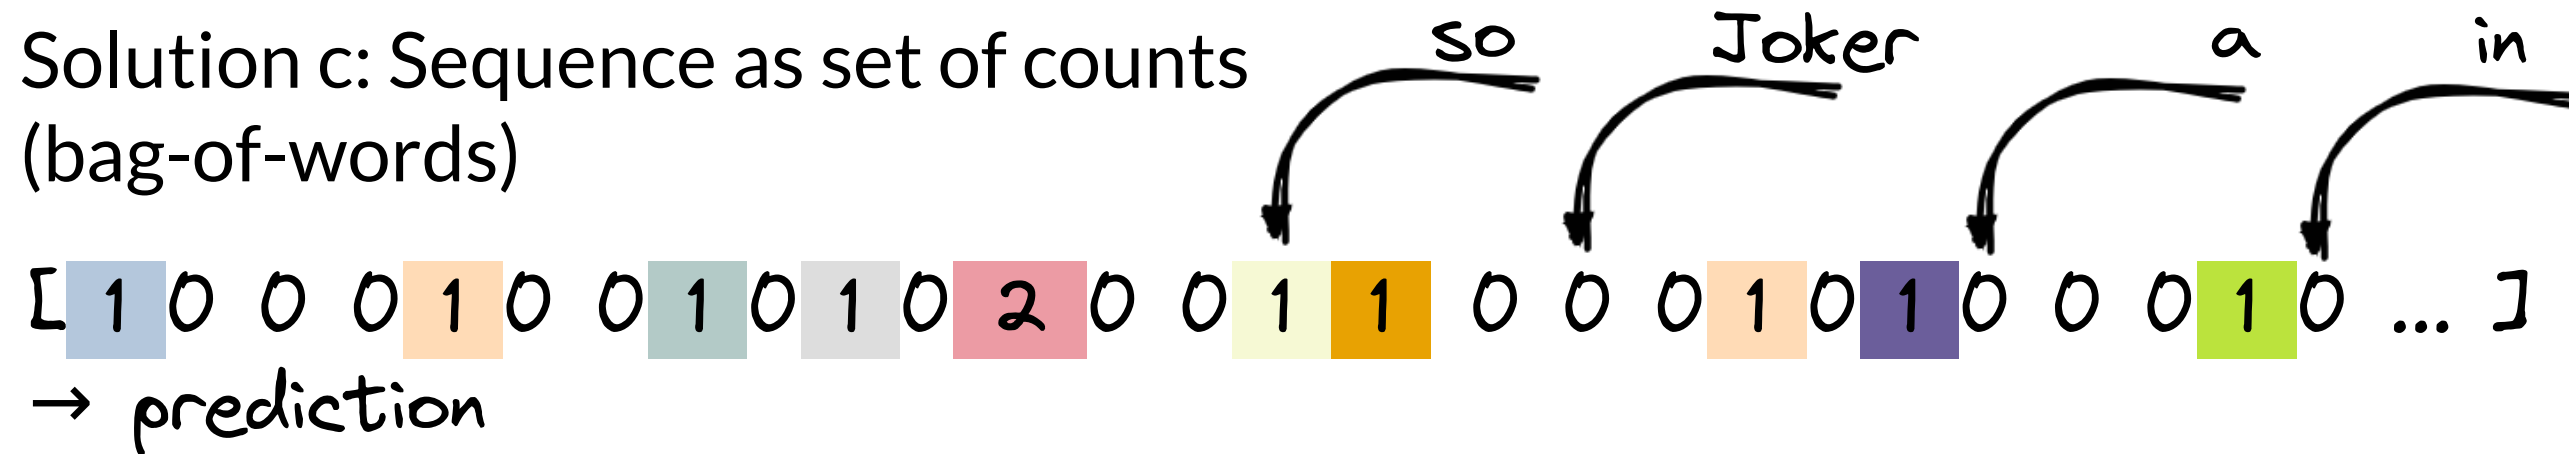 Solution c: Sequence as set of counts
(bag-of-words)
so Joker a in
[ 1 0 0 0 1 0 0 1 0 1 0 2 0 0 1 1 0 0 0 1 0 1 0 0 0 1 0 ... ]
→ prediction